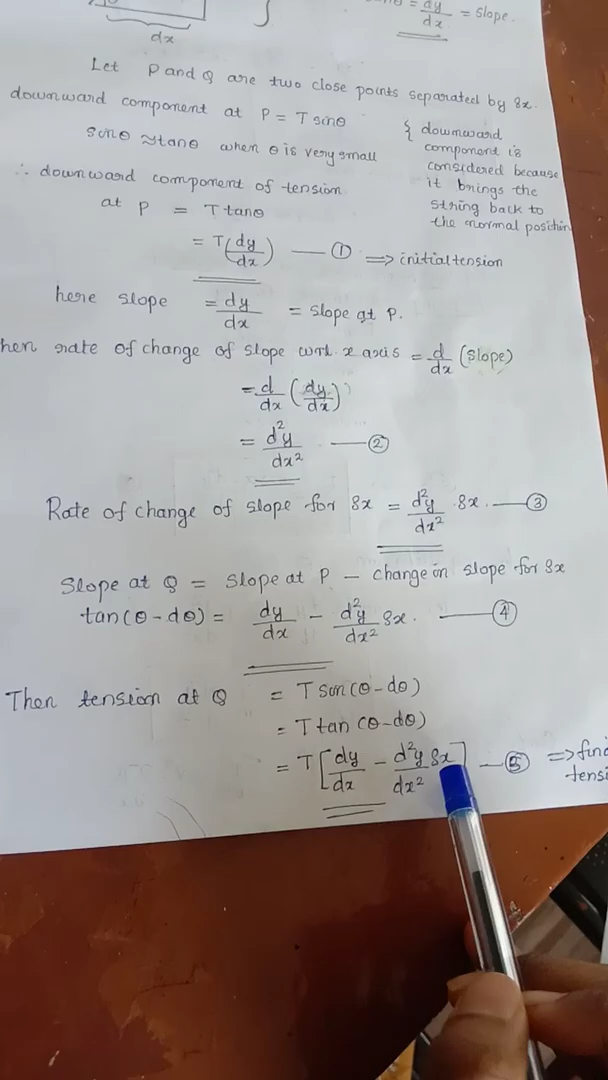 = dy/dx = slope.
dx
Let P and Q are two close points separated by δx.
downward component at P = T sinθ
sinθ ≈ tanθ when θ is very small
{ downward component is considered because it brings the string back to the normal position
∴ downward component of tension
at P = T tanθ
= T(dy/dx) — ① ⟹ initial tension
here slope = dy/dx = slope at P.
hen rate of change of slope w.r.t. x axis = d/dx (slope)
= d/dx (dy/dx)
= d²y/dx² — ②
Rate of change of slope for δx = d²y/dx² δx. — ③
Slope at Q = slope at P − change in slope for δx
tan(θ−dθ) = dy/dx − d²y/dx² δx. — ④
Then tension at Q = T sin(θ−dθ)
= T tan(θ−dθ)
= T[dy/dx − d²y/dx² δx] — ⑤ ⟹ fin
tensi